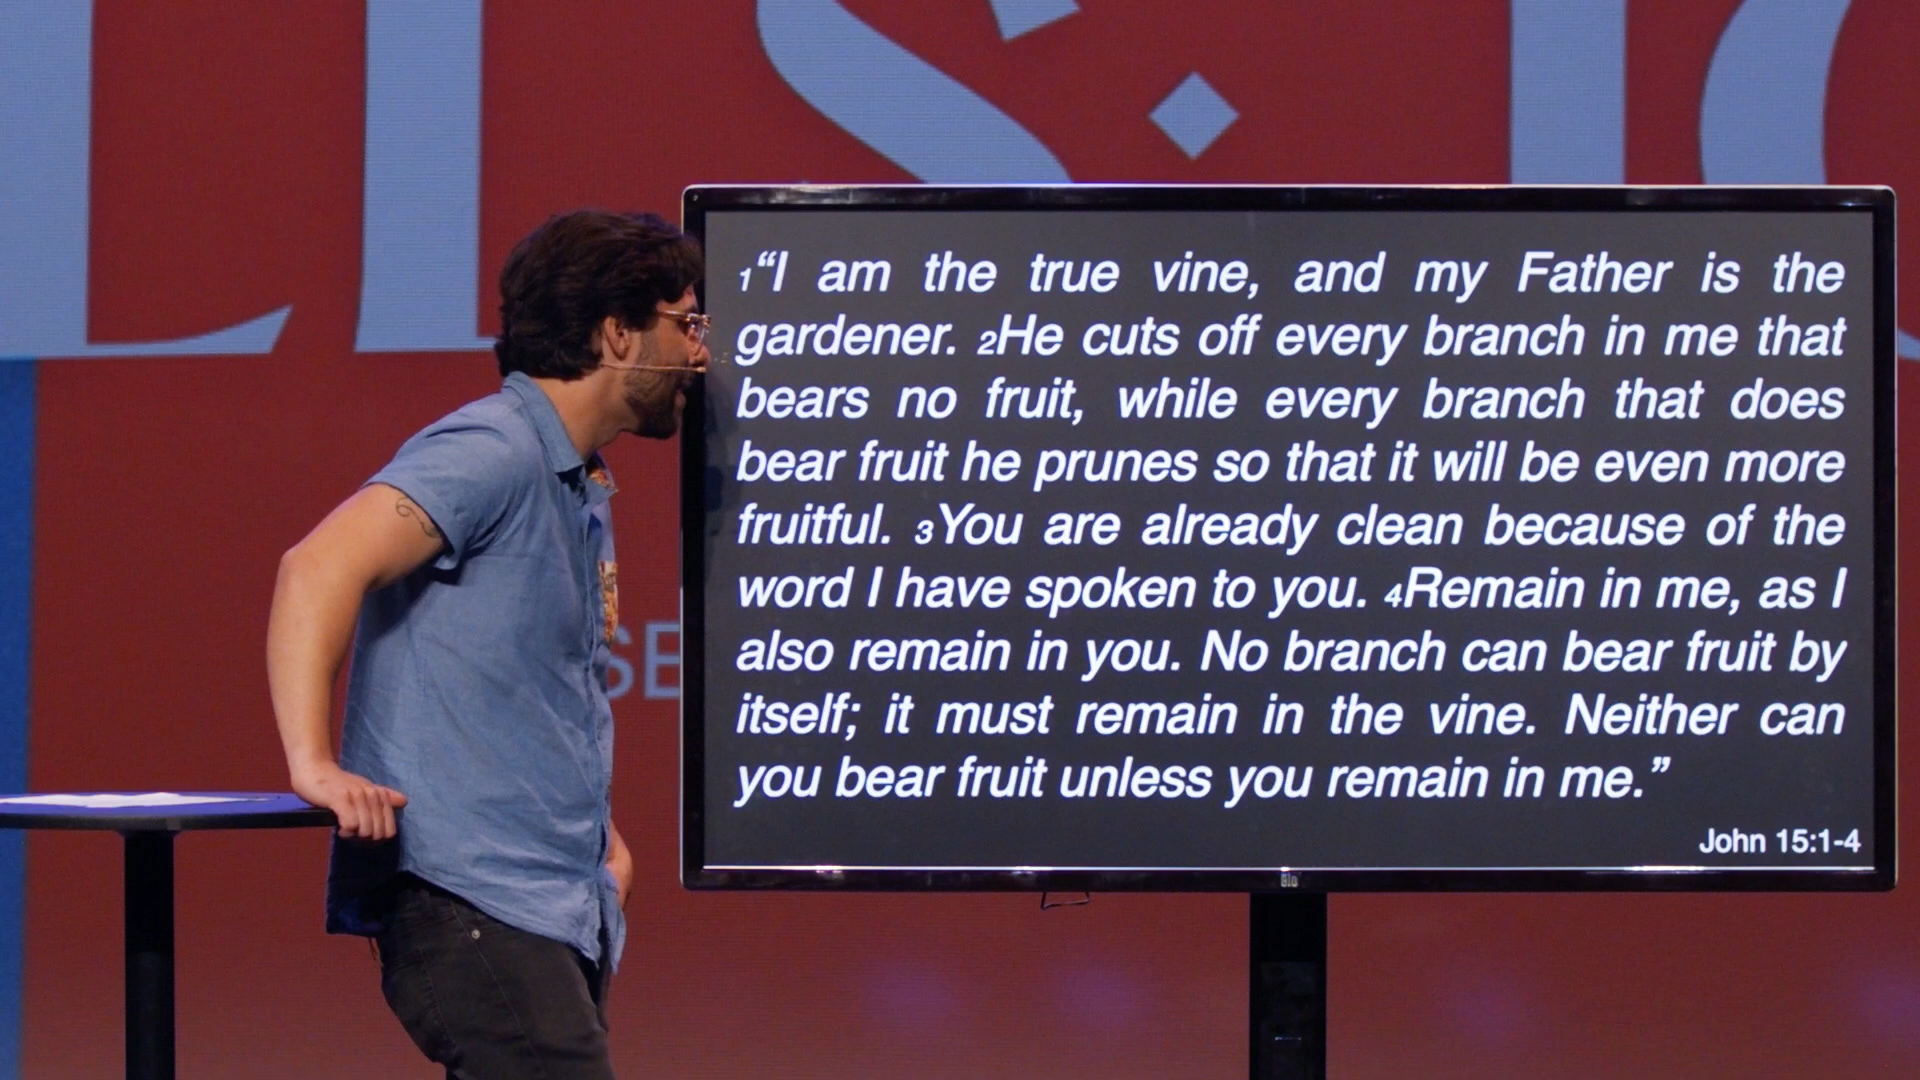 LLS: IC
SE
1“I am the true vine, and my Father is the
gardener. 2He cuts off every branch in me that
bears no fruit, while every branch that does
bear fruit he prunes so that it will be even more
fruitful. 3You are already clean because of the
word I have spoken to you. 4Remain in me, as I
also remain in you. No branch can bear fruit by
itself; it must remain in the vine. Neither can
you bear fruit unless you remain in me.”
John 15:1-4
elo